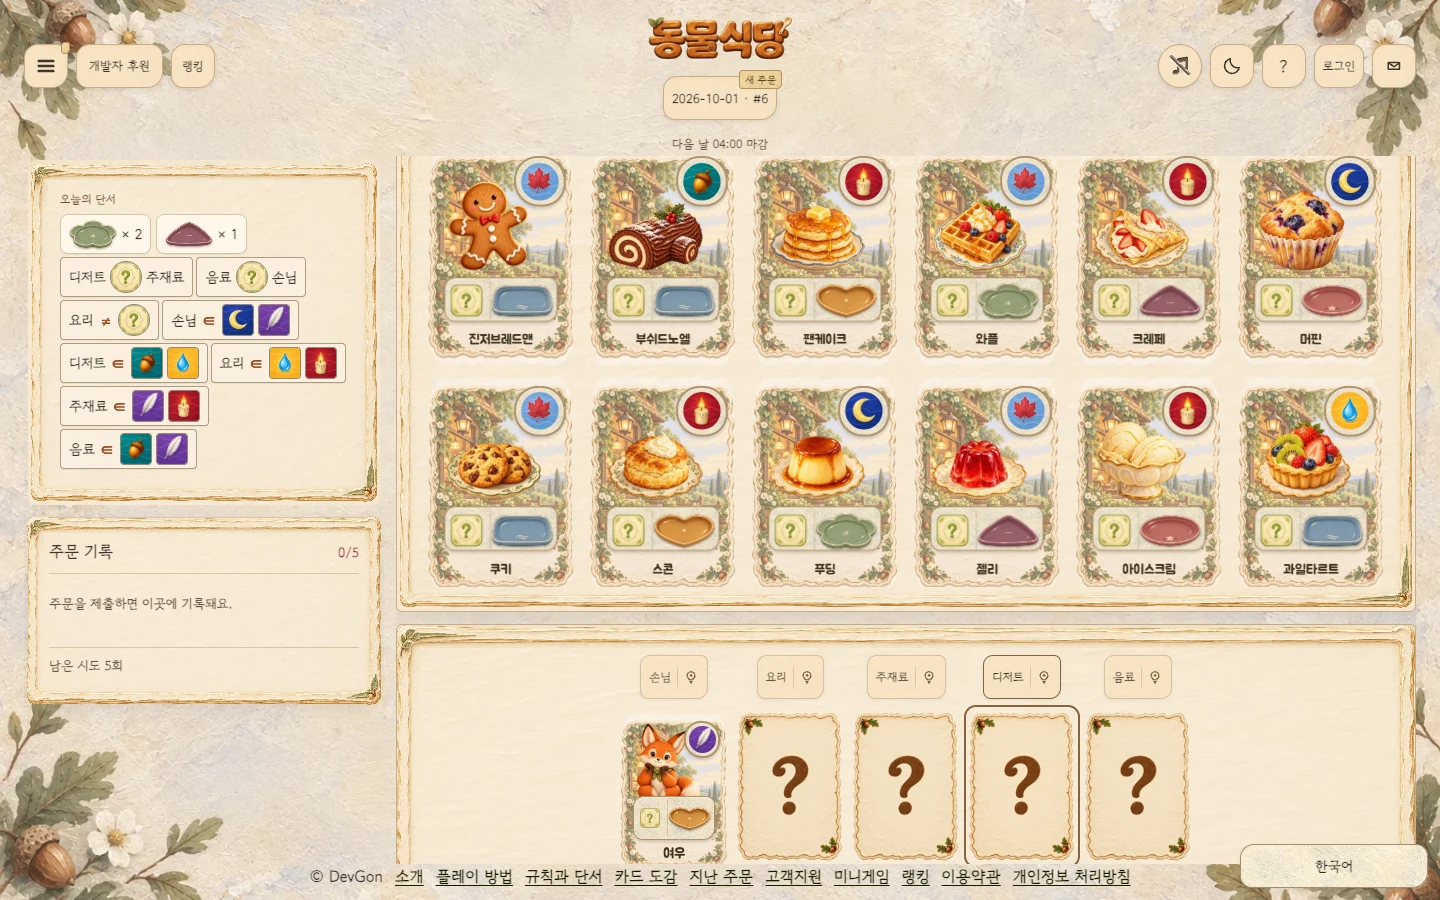 동물식당
개발자 후원
랭킹
새 주문
2026-10-01 · #6
다음 날 04:00 마감
?
로그인
오늘의 단서
× 2
× 1
디저트 ? 주재료
음료 ? 손님
요리 ≠ ?
손님 ∈
디저트 ∈
요리 ∈
주재료 ∈
음료 ∈
주문 기록 0/5
주문을 제출하면 이곳에 기록돼요.
남은 시도 5회
? ? ? ? ? ?
진저브레드맨 부쉬드노엘 팬케이크 와플 크레페 머핀
? ? ? ? ? ?
쿠키 스콘 푸딩 젤리 아이스크림 과일타르트
손님 요리 주재료 디저트 음료
? ? ? ?
?
여우
© DevGon 소개 플레이 방법 규칙과 단서 카드 도감 지난 주문 고객지원 미니게임 랭킹 이용약관 개인정보 처리방침
한국어